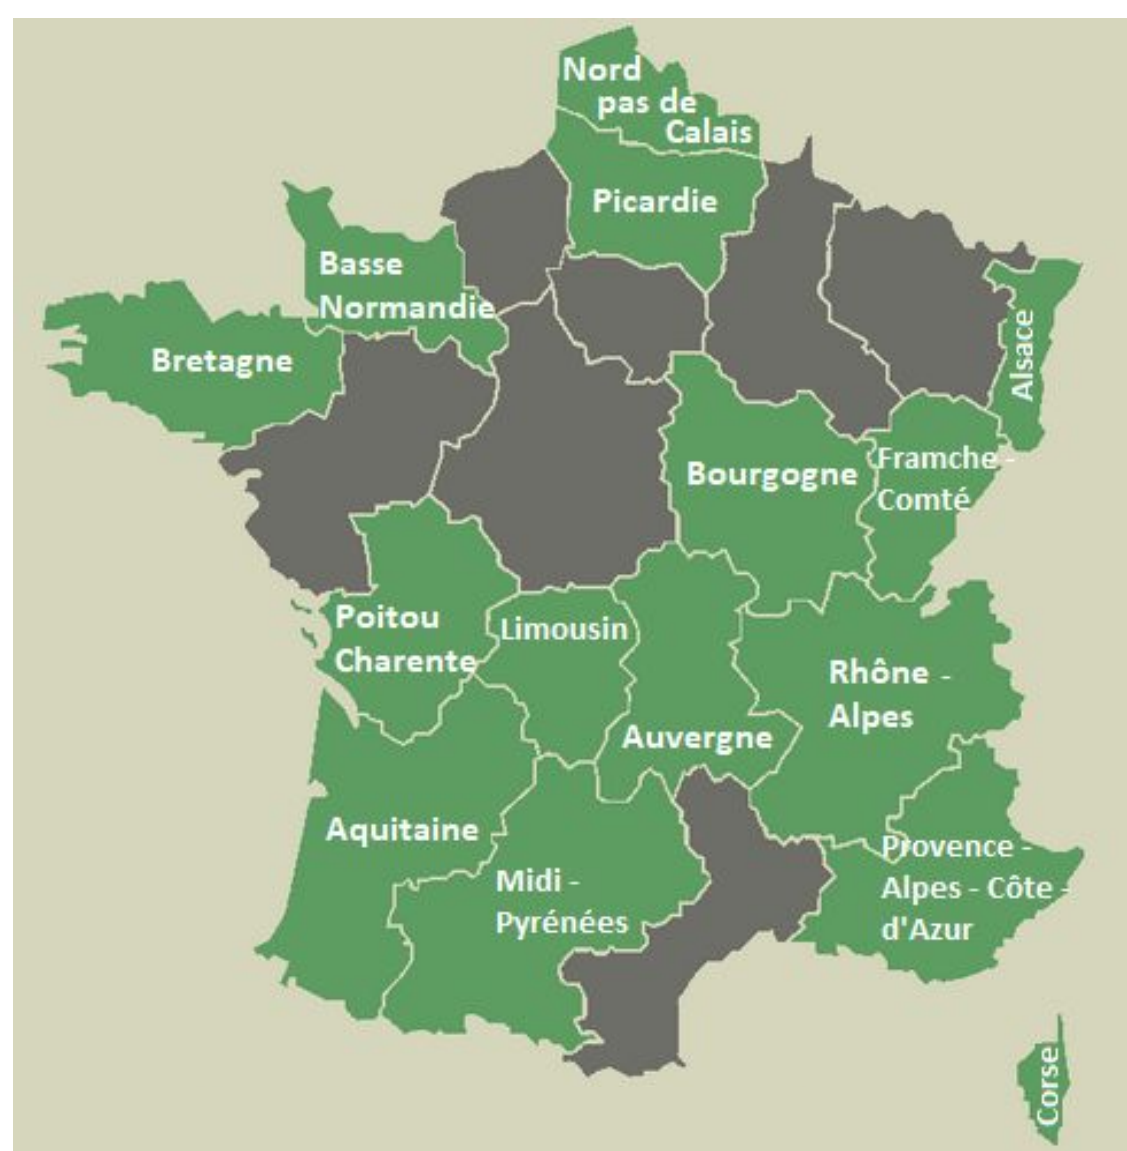 Nord
pas de
Calais
Picardie
Basse
Normandie
Bretagne
Alsace
Bourgogne
Framche -
Comté
Poitou
Charente
Limousin
Rhône -
Alpes
Auvergne
Aquitaine
Midi -
Pyrénées
Provence -
Alpes - Côte -
d'Azur
Corse